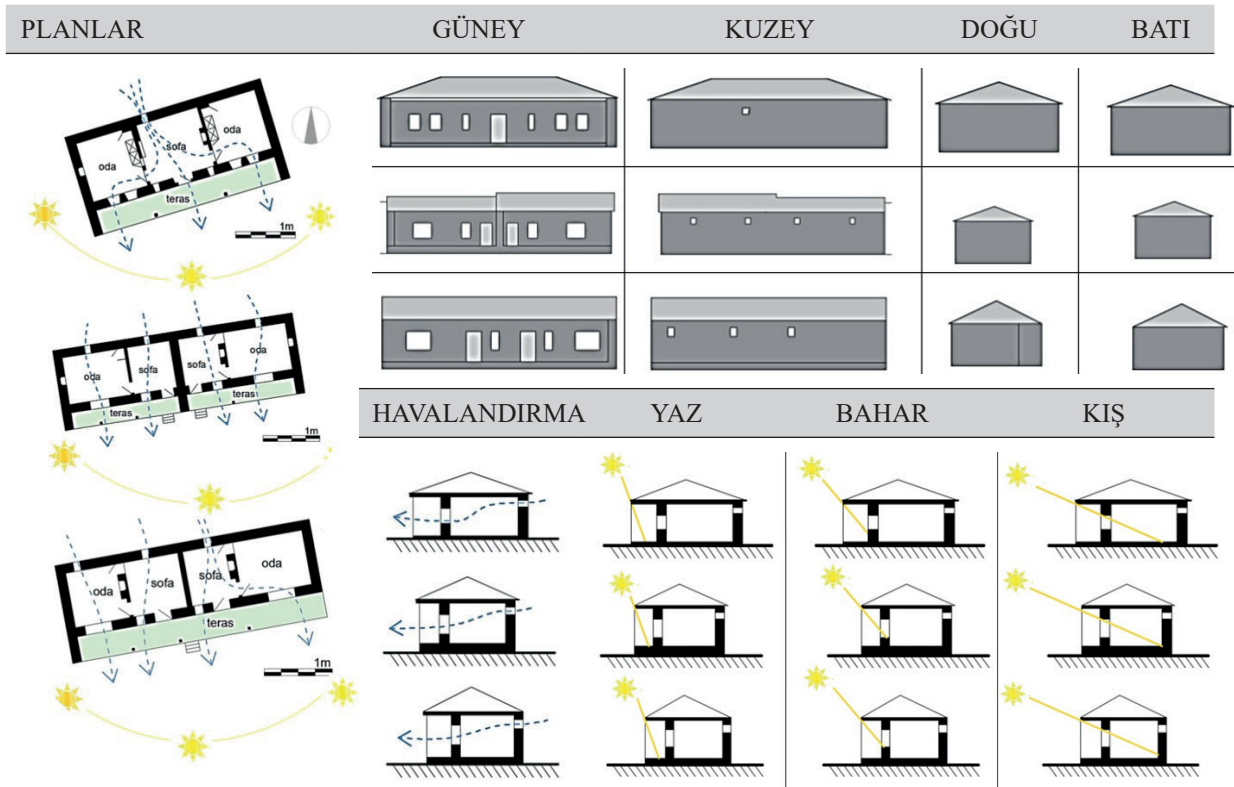 PLANLAR GÜNEY KUZEY DOĞU BATI
oda sofa oda
teras
1m
oda sofa sofa oda
teras teras
1m
oda sofa sofa oda
teras
1m
HAVALANDIRMA YAZ BAHAR KIŞ